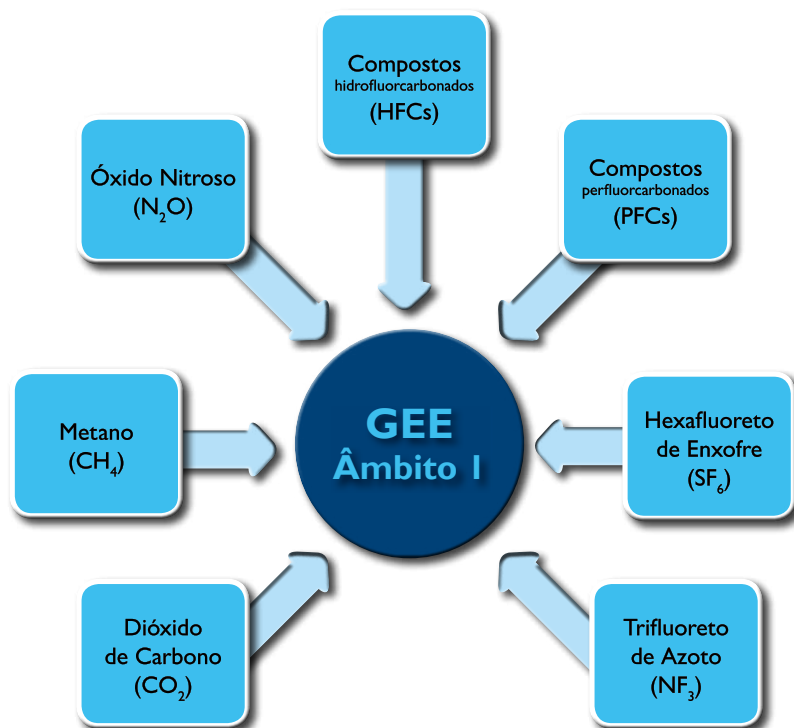 Compostos
hidrofluorcarbonados
(HFCs)
Óxido Nitroso
(N₂O)
Compostos
perfluorcarbonados
(PFCs)
Metano
(CH₄)
GEE
Âmbito 1
Hexafluoreto
de Enxofre
(SF₆)
Dióxido
de Carbono
(CO₂)
Trifluoreto
de Azoto
(NF₃)